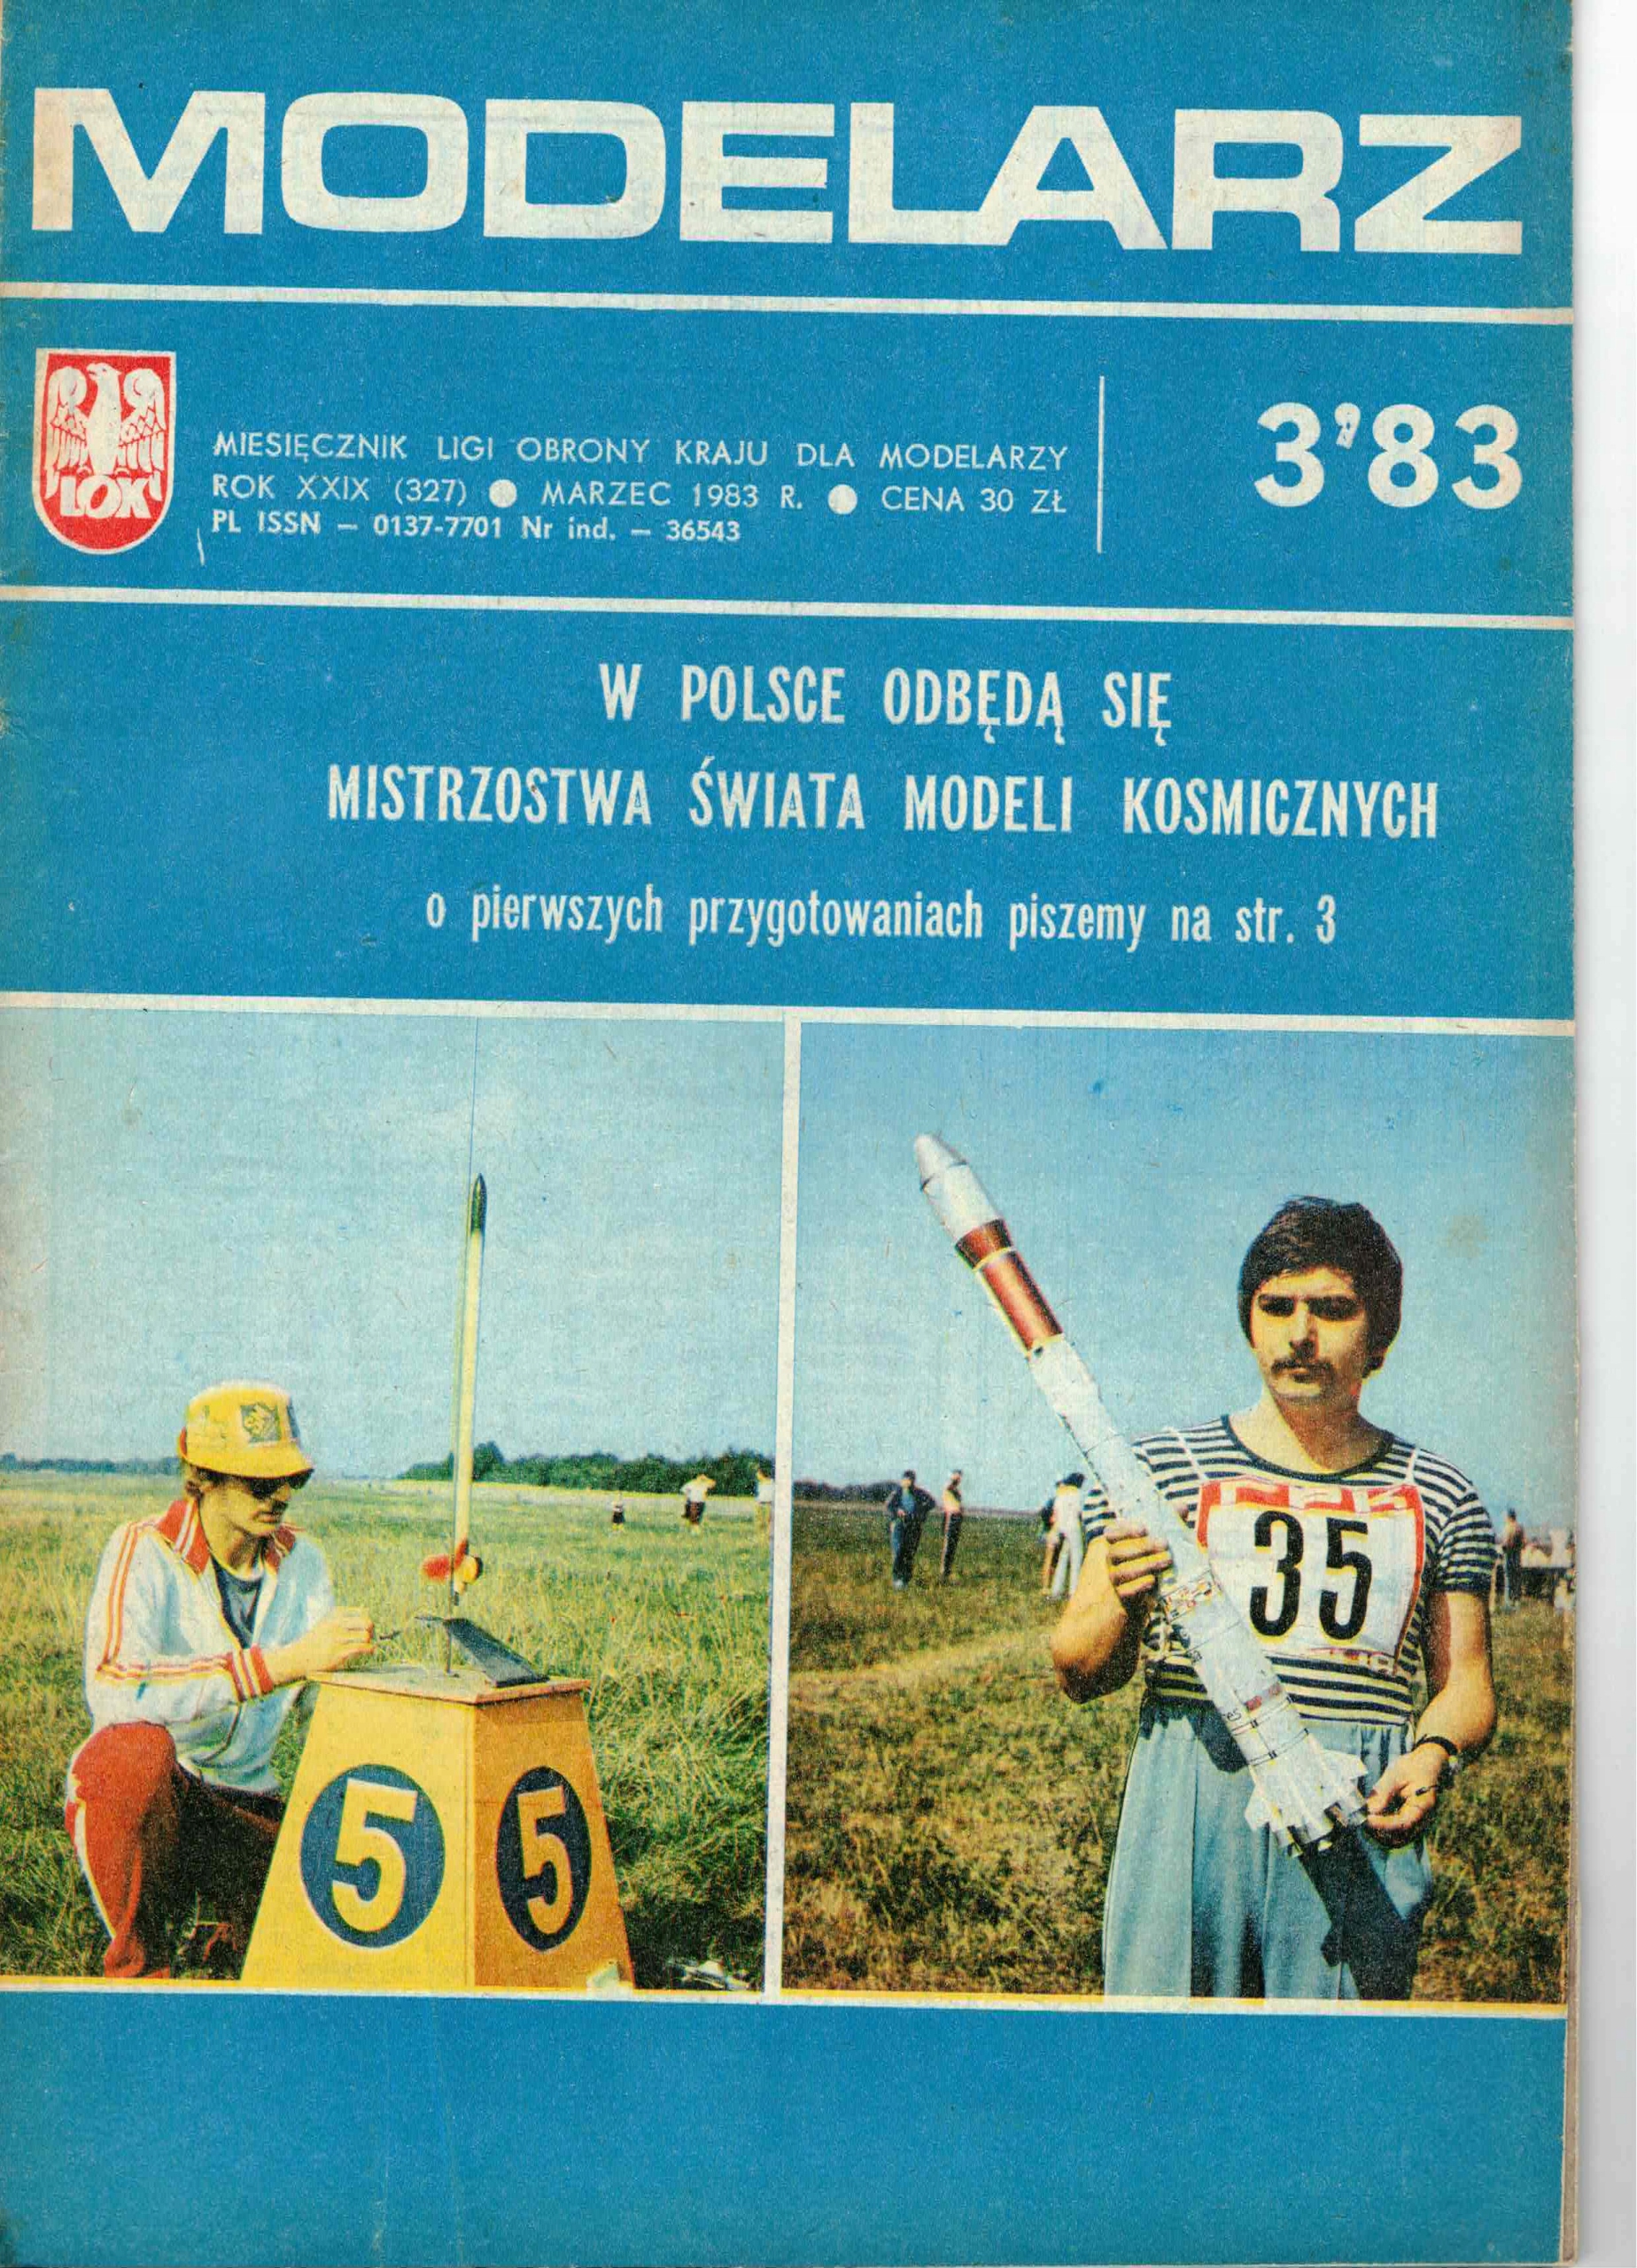 MODELARZ
LOK
MIESIĘCZNIK LIGI OBRONY KRAJU DLA MODELARZY
ROK XXIX (327) ● MARZEC 1983 R. ● CENA 30 ZŁ
PL ISSN – 0137-7701 Nr ind. – 36543
3'83
W POLSCE ODBĘDĄ SIĘ
MISTRZOSTWA ŚWIATA MODELI KOSMICZNYCH
o pierwszych przygotowaniach piszemy na str. 3
35
5 5